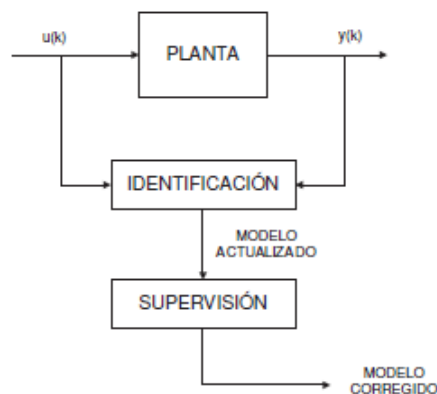 u(k)
PLANTA
y(k)
IDENTIFICACIÓN
MODELO
ACTUALIZADO
SUPERVISIÓN
MODELO
CORREGIDO